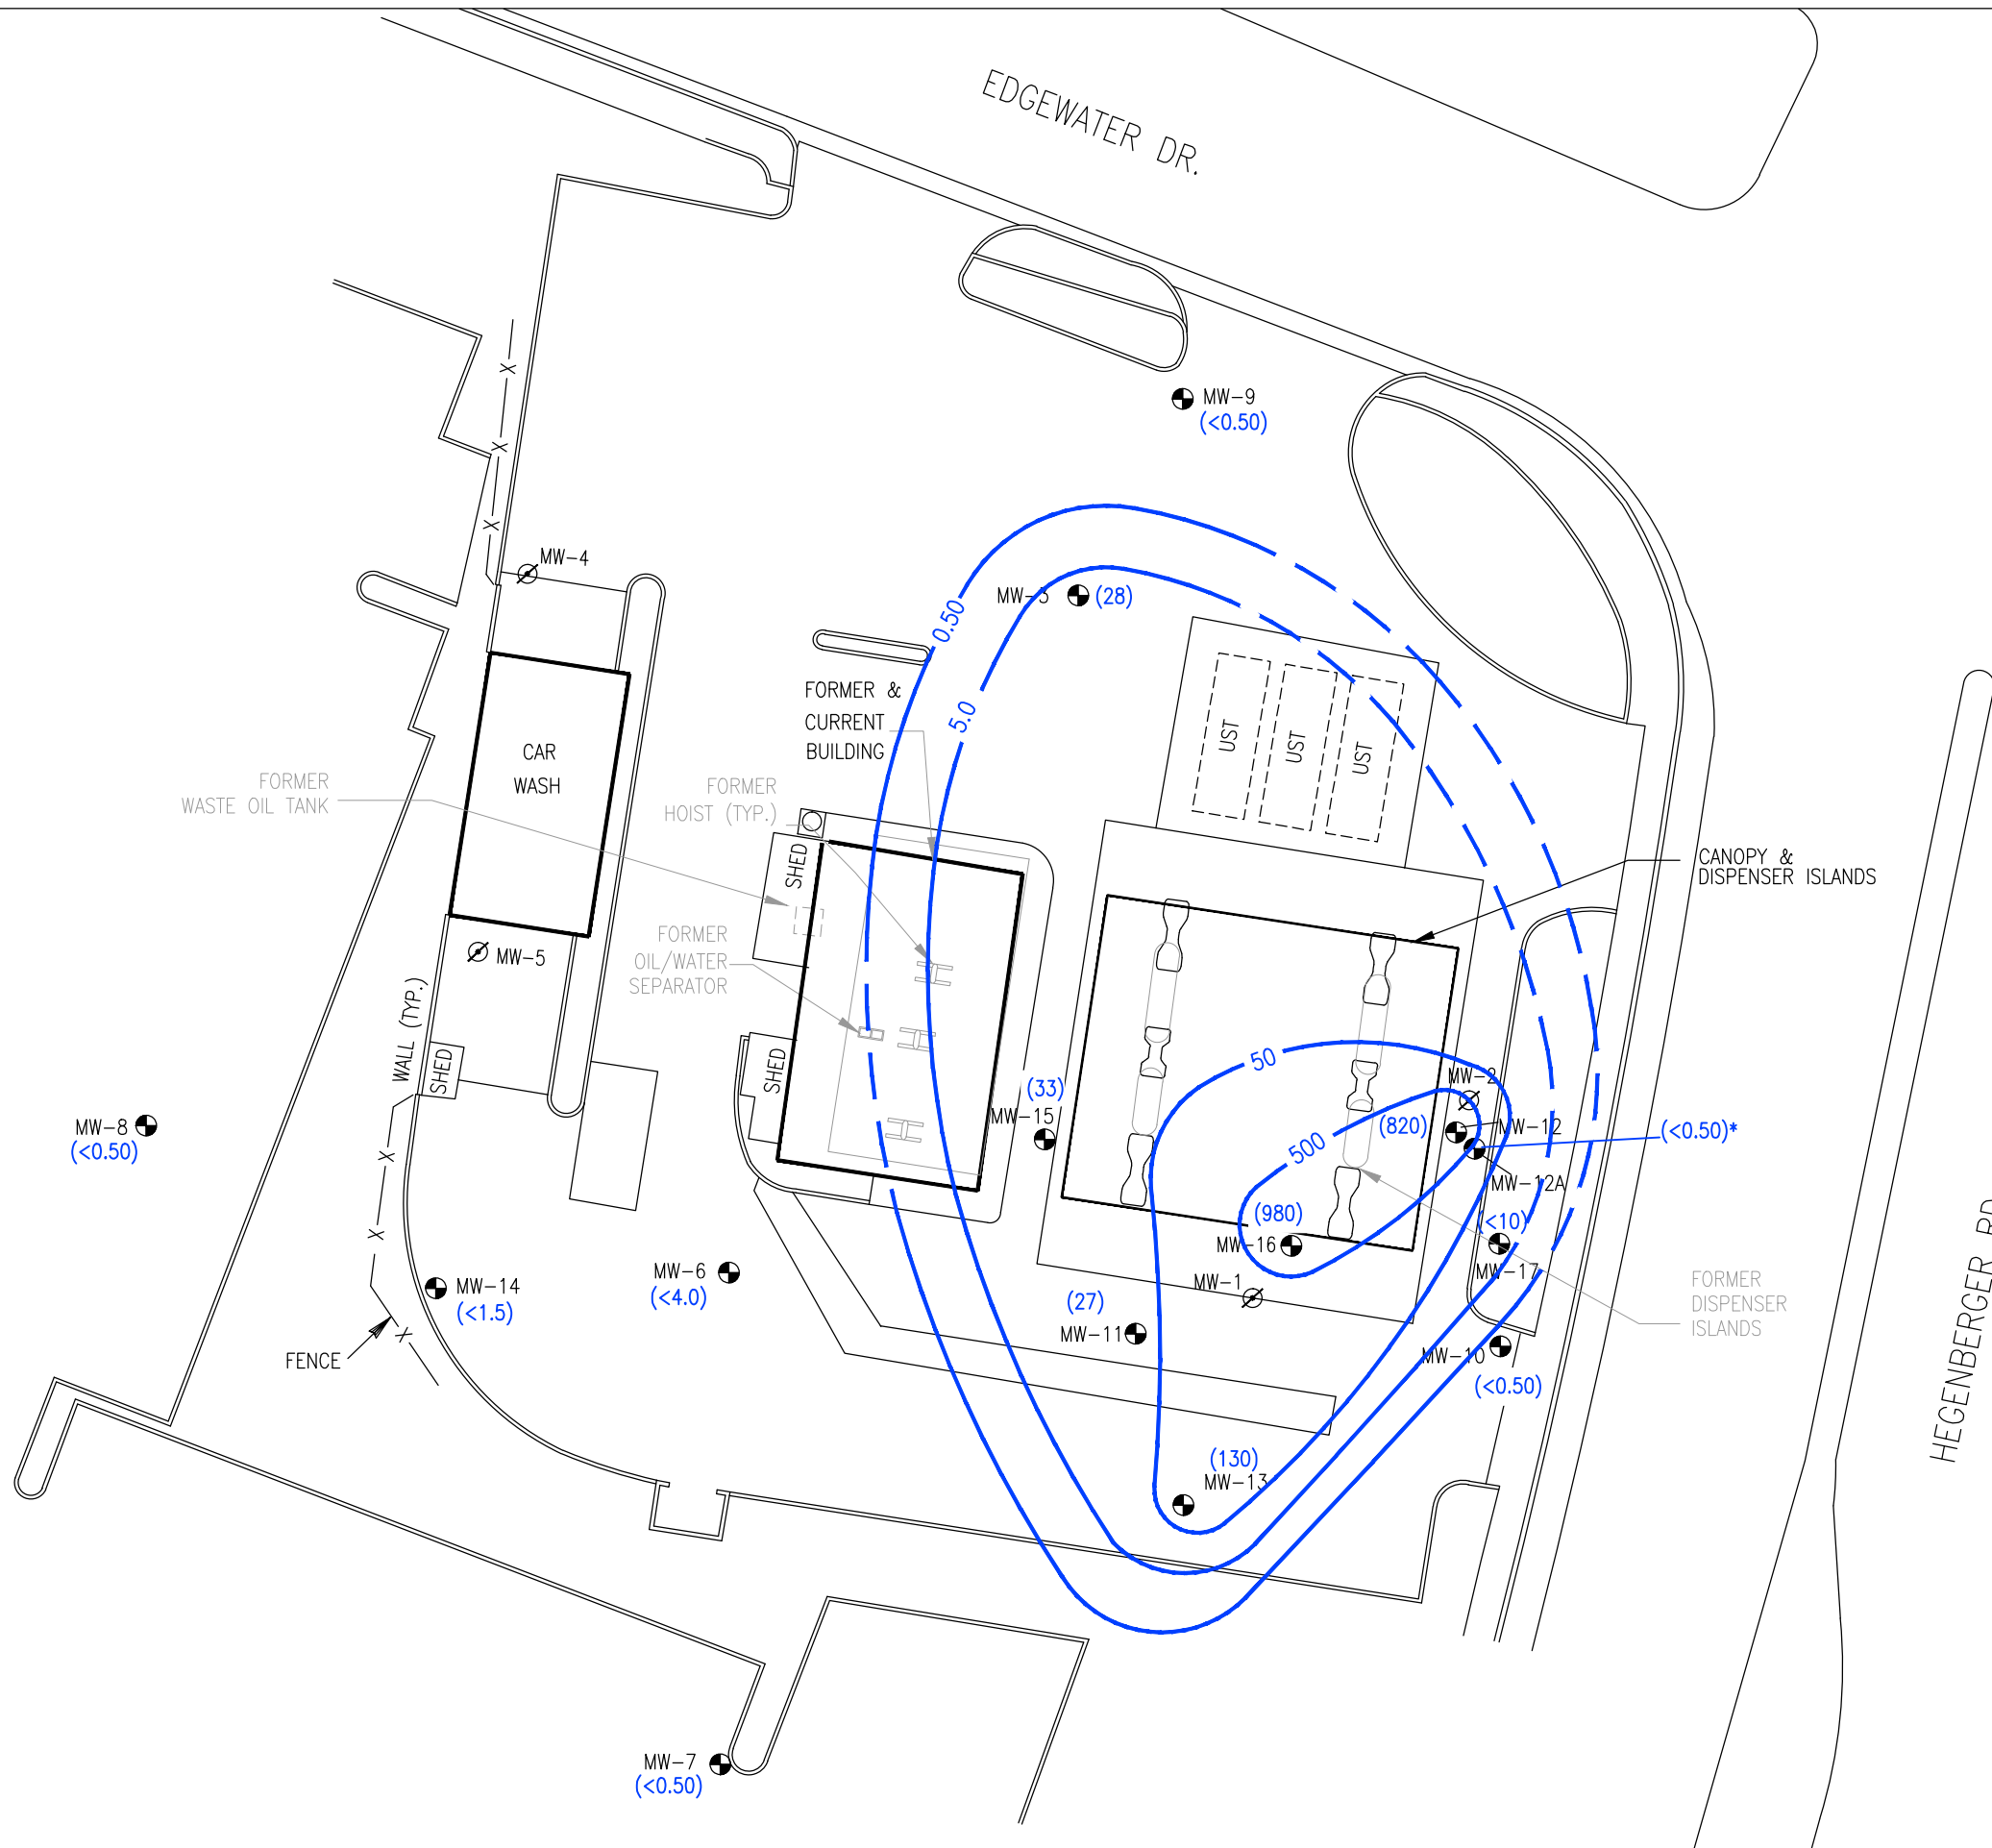 EDGEWATER DR.
MW-9
(<0.50)
MW-4
X
X
X
0.50
MW-3
(28)
FORMER &
CURRENT
BUILDING
5.0
UST
UST
UST
CAR
WASH
FORMER
WASTE OIL TANK
FORMER
HOIST (TYP.)
SHED
CANOPY &
DISPENSER ISLANDS
FORMER
OIL/WATER
SEPARATOR
MW-5
WALL (TYP.)
SHED
SHED
50
(33)
MW-15
MW-2
(820)
MW-12
(<0.50)*
500
MW-12A
MW-8
(<0.50)
X
X
X
(980)
MW-16
(<10)
MW-17
MW-1
MW-6
(<4.0)
MW-14
(<1.5)
FENCE
(27)
MW-11
FORMER
DISPENSER
ISLANDS
MW-10
(<0.50)
HEGENBERGER RD.
(130)
MW-13
MW-7
(<0.50)